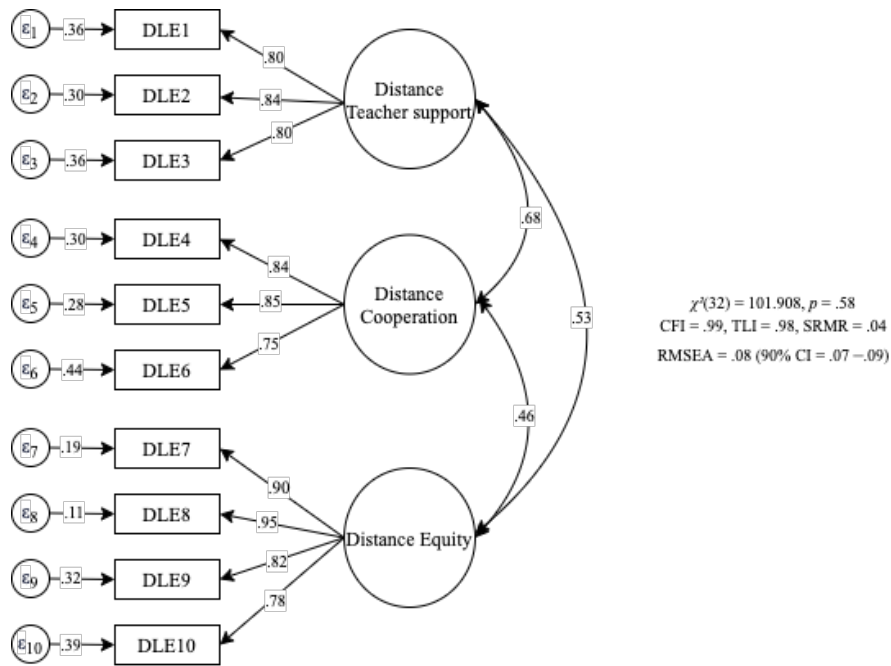 ε1 .36 DLE1
.80
ε2 .30 DLE2 .84
ε3 .36 DLE3 .80
Distance
Teacher support
.68
ε4 .30 DLE4 .84
ε5 .28 DLE5 .85
ε6 .44 DLE6 .75
Distance
Cooperation
.53
χ²(32) = 101.908, p = .58
CFI = .99, TLI = .98, SRMR = .04
RMSEA = .08 (90% CI = .07 –.09)
.46
ε7 .19 DLE7 .90
ε8 .11 DLE8 .95
ε9 .32 DLE9 .82
ε10 .39 DLE10 .78
Distance Equity